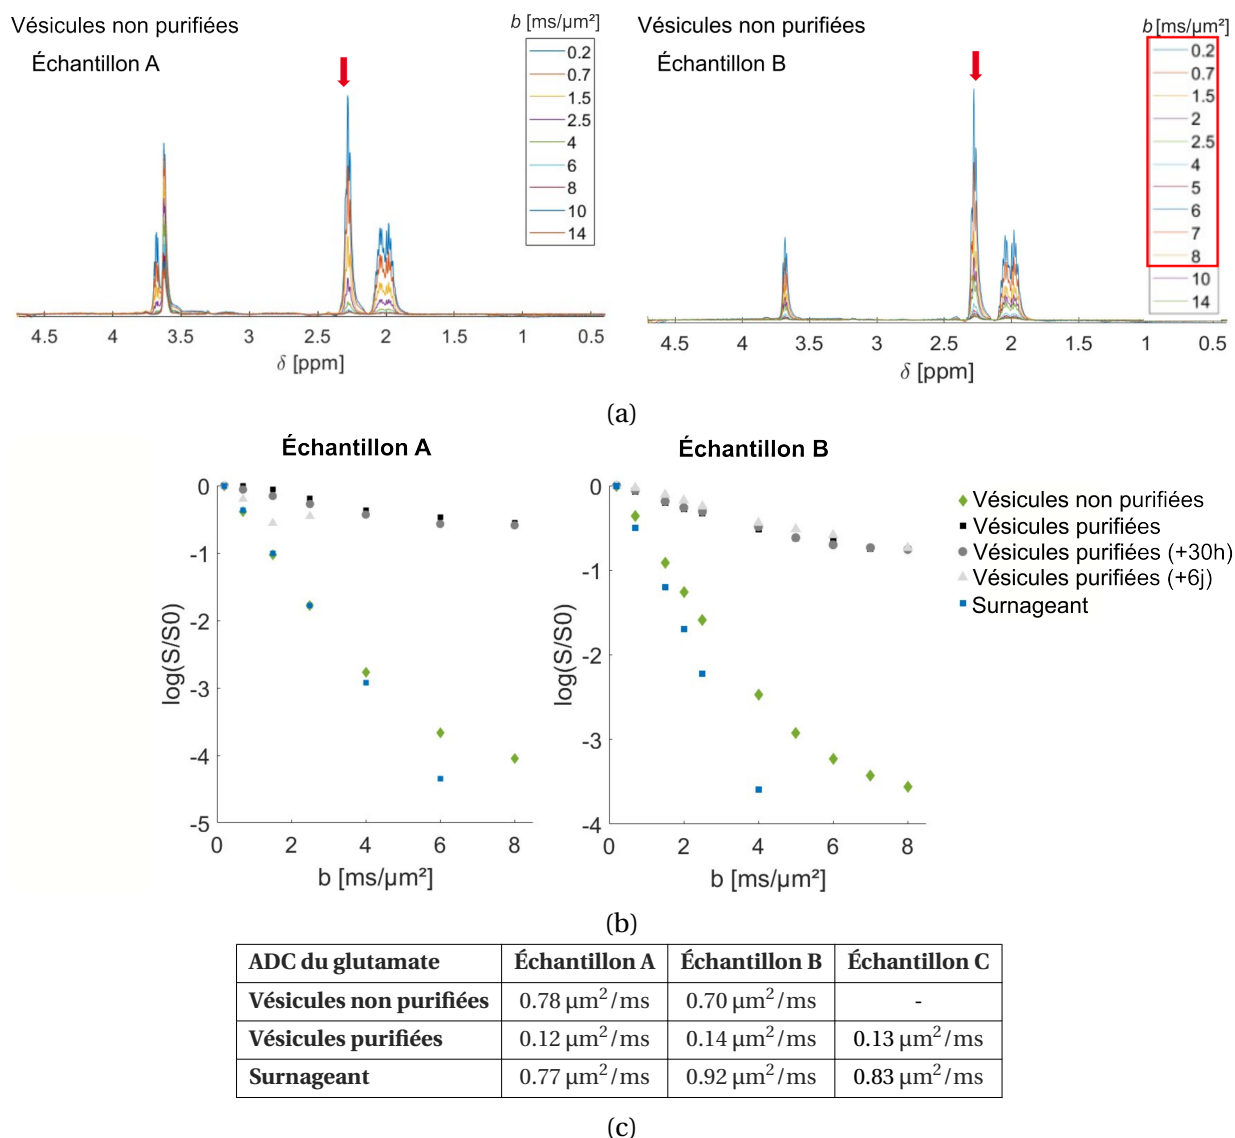 Vésicules non purifiées
Échantillon A
b [ms/µm²]
0.2
0.7
1.5
2.5
4
6
8
10
14
4.5 4 3.5 3 2.5 2 1.5 1 0.5
δ [ppm]
Vésicules non purifiées
Échantillon B
b [ms/µm²]
0.2
0.7
1.5
2
2.5
4
5
6
7
8
10
14
4.5 4 3.5 3 2.5 2 1.5 1 0.5
δ [ppm]
(a)
Échantillon A
0
-1
-2
-3
-4
-5
log(S/S0)
0 2 4 6 8
b [ms/µm²]
Échantillon B
0
-1
-2
-3
-4
log(S/S0)
0 2 4 6 8
b [ms/µm²]
Vésicules non purifiées
Vésicules purifiées
Vésicules purifiées (+30h)
Vésicules purifiées (+6j)
Surnageant
(b)
ADC du glutamate Échantillon A Échantillon B Échantillon C
Vésicules non purifiées 0.78 µm²/ms 0.70 µm²/ms -
Vésicules purifiées 0.12 µm²/ms 0.14 µm²/ms 0.13 µm²/ms
Surnageant 0.77 µm²/ms 0.92 µm²/ms 0.83 µm²/ms
(c)